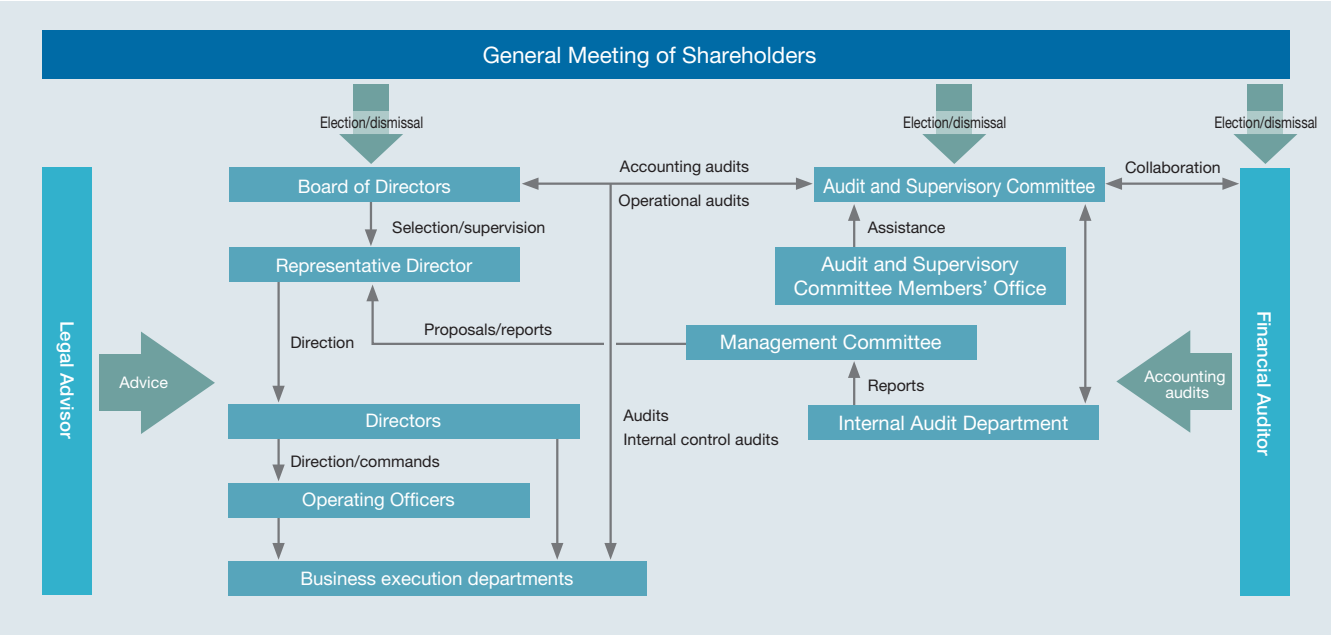 General Meeting of Shareholders
Election/dismissal
Election/dismissal
Election/dismissal
Board of Directors
Accounting audits
Operational audits
Audit and Supervisory Committee
Collaboration
Selection/supervision
Assistance
Representative Director
Audit and Supervisory
Committee Members’ Office
Legal Advisor
Advice
Direction
Proposals/reports
Management Committee
Reports
Accounting
audits
Financial Auditor
Directors
Audits
Internal control audits
Internal Audit Department
Direction/commands
Operating Officers
Business execution departments